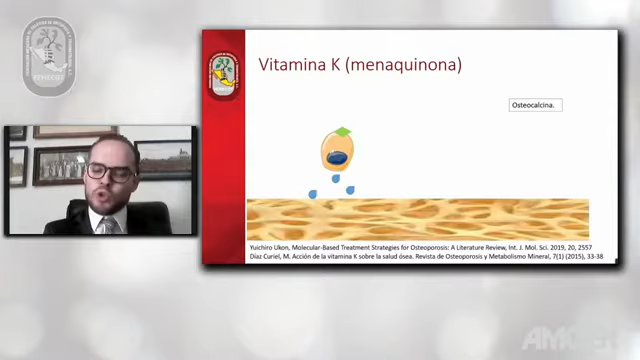 Vitamina K (menaquinona)
Osteocalcina.
Yuichiro Ukon, Molecular-Based Treatment Strategies for Osteoporosis: A Literature Review, Int. J. Mol. Sci. 2019, 20, 2557
Díaz Curiel, M. Acción de la vitamina K sobre la salud ósea. Revista de Osteoporosis y Metabolismo Mineral, 7(1) (2015), 33-38